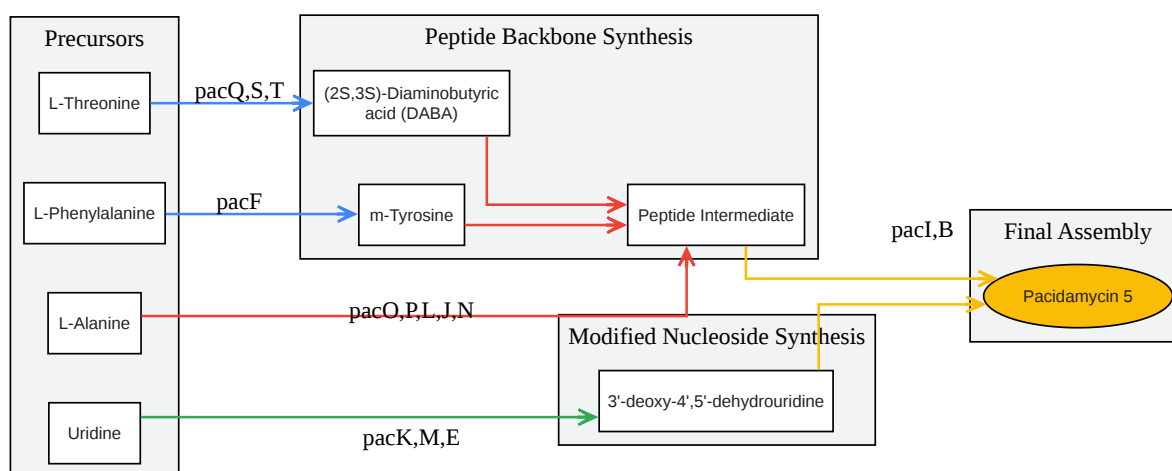 Precursors
Peptide Backbone Synthesis
L-Threonine
pacQ,S,T
(2S,3S)-Diaminobutyric
acid (DABA)
L-Phenylalanine
pacF
m-Tyrosine
Peptide Intermediate
pacI,B
Final Assembly
Pacidamycin 5
L-Alanine
pacO,P,L,J,N
Modified Nucleoside Synthesis
3'-deoxy-4',5'-dehydrouridine
Uridine
pacK,M,E